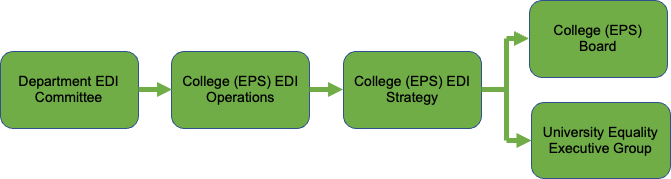 Department EDI
Committee
College (EPS) EDI
Operations
College (EPS) EDI
Strategy
College (EPS)
Board
University Equality
Executive Group